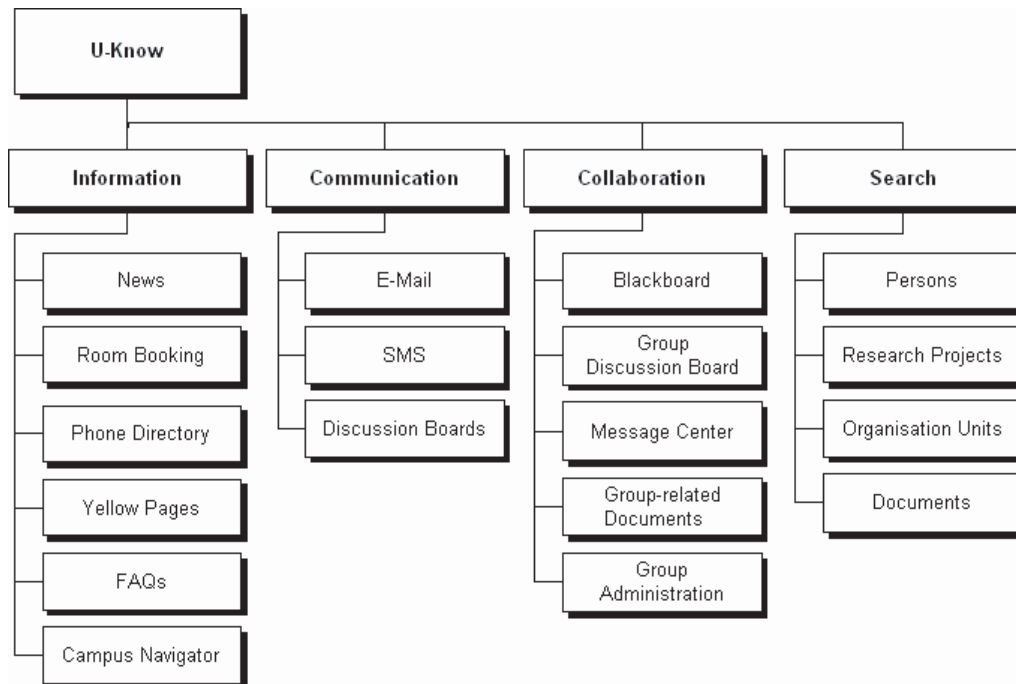 U-Know
Information
News
Room Booking
Phone Directory
Yellow Pages
FAQs
Campus Navigator
Communication
E-Mail
SMS
Discussion Boards
Collaboration
Blackboard
Group
Discussion Board
Message Center
Group-related
Documents
Group
Administration
Search
Persons
Research Projects
Organisation Units
Documents